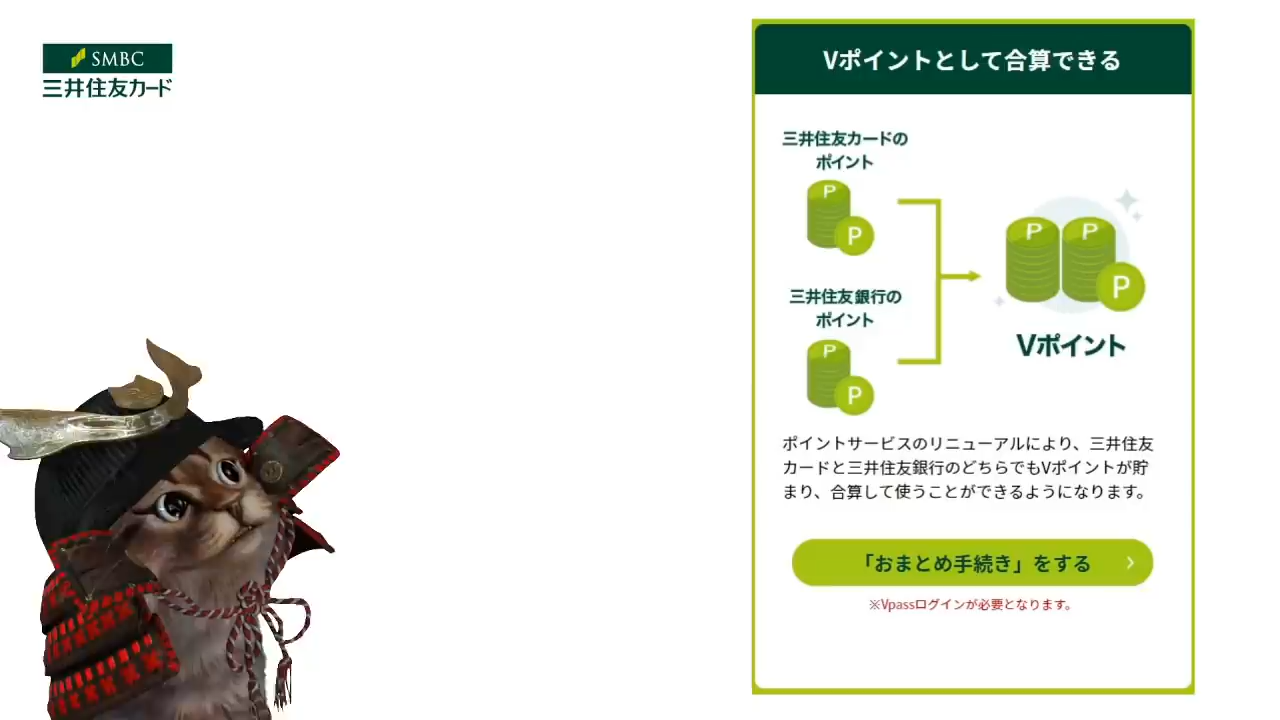 SMBC
三井住友カード
Vポイントとして合算できる
三井住友カードの
ポイント
P
P
三井住友銀行の
ポイント
P
P
P
P
P
Vポイント
ポイントサービスのリニューアルにより、三井住友
カードと三井住友銀行のどちらでもVポイントが貯
まり、合算して使うことができるようになります。
「おまとめ手続き」をする
※Vpassログインが必要となります。